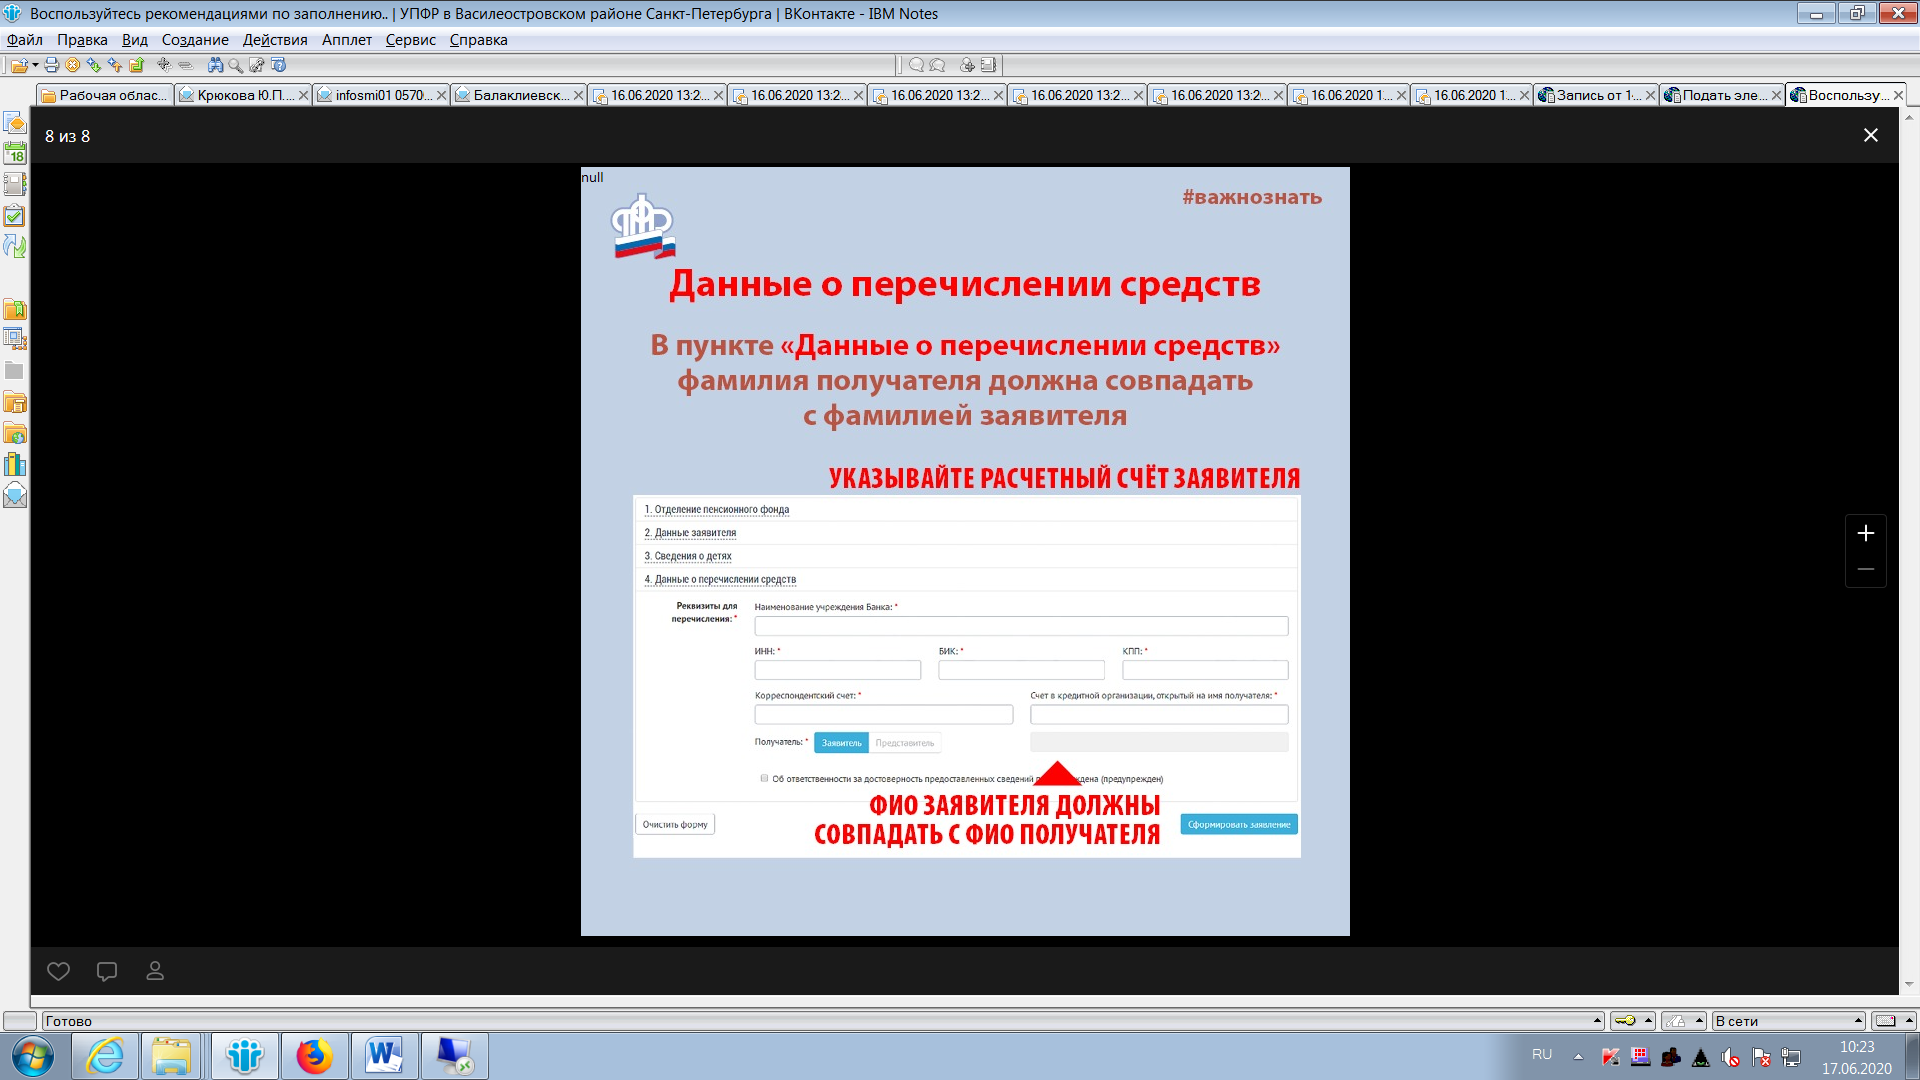 Воспользуйтесь рекомендациями по заполнению.. | УПФР в Василеостровском районе Санкт-Петербурга | ВКонтакте - IBM Notes
Файл Правка Вид Создание Действия Апплет Сервис Справка
Рабочая облас... Крюкова Ю.П.... infosmi01 0570... Балаклиевск... 16.06.2020 13:2... 16.06.2020 13:2... 16.06.2020 13:2... 16.06.2020 13:2... 16.06.2020 13:2... 16.06.2020 1... 16.06.2020 1... Запись от 1... Подать эле... Воспользу...
8 из 8
null
#важнознать
ПФР
Данные о перечислении средств
В пункте «Данные о перечислении средств»
фамилия получателя должна совпадать
с фамилией заявителя
УКАЗЫВАЙТЕ РАСЧЕТНЫЙ СЧЁТ ЗАЯВИТЕЛЯ
1. Отделение пенсионного фонда
2. Данные заявителя
3. Сведения о детях
4. Данные о перечислении средств
Реквизиты для
перечисления: *
Наименование учреждения Банка: *
ИНН: * БИК: * КПП: *
Корреспондентский счет: * Счет в кредитной организации, открытый на имя получателя: *
Получатель: * Заявитель Представитель
Об ответственности за достоверность предоставленных сведений (предупрежден)
ФИО ЗАЯВИТЕЛЯ ДОЛЖНЫ
СОВПАДАТЬ С ФИО ПОЛУЧАТЕЛЯ
Очистить форму
Сформировать заявление
Готово
В сети
RU
10:23
17.06.2020